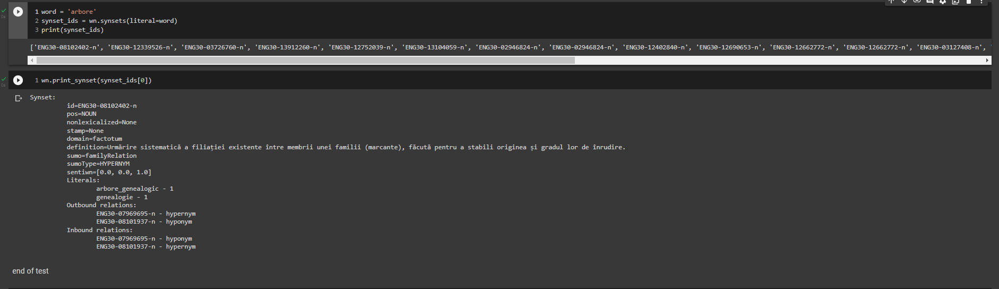 1 word = 'arbore'
2 synset_ids = wn.synsets(literal=word)
3 print(synset_ids)
0s
['ENG30-08102402-n', 'ENG30-12339526-n', 'ENG30-03726760-n', 'ENG30-13912260-n', 'ENG30-12752039-n', 'ENG30-13104059-n', 'ENG30-02946824-n', 'ENG30-02946824-n', 'ENG30-12402840-n', 'ENG30-12690653-n', 'ENG30-12662772-n', 'ENG30-12662772-n', 'ENG30-03127408-n', '
1 wn.print_synset(synset_ids[0])
0s
Synset:
id=ENG30-08102402-n
pos=NOUN
nonlexicalized=None
stamp=None
domain=factotum
definition=Urmărire sistematică a filiației existente între membrii unei familii (marcante), făcută pentru a stabili originea și gradul lor de înrudire.
sumo=familyRelation
sumoType=HYPERNYM
sentiwn=[0.0, 0.0, 1.0]
Literals:
arbore_genealogic - 1
genealogie - 1
Outbound relations:
ENG30-07969695-n - hypernym
ENG30-08101937-n - hyponym
Inbound relations:
ENG30-07969695-n - hyponym
ENG30-08101937-n - hypernym
end of test